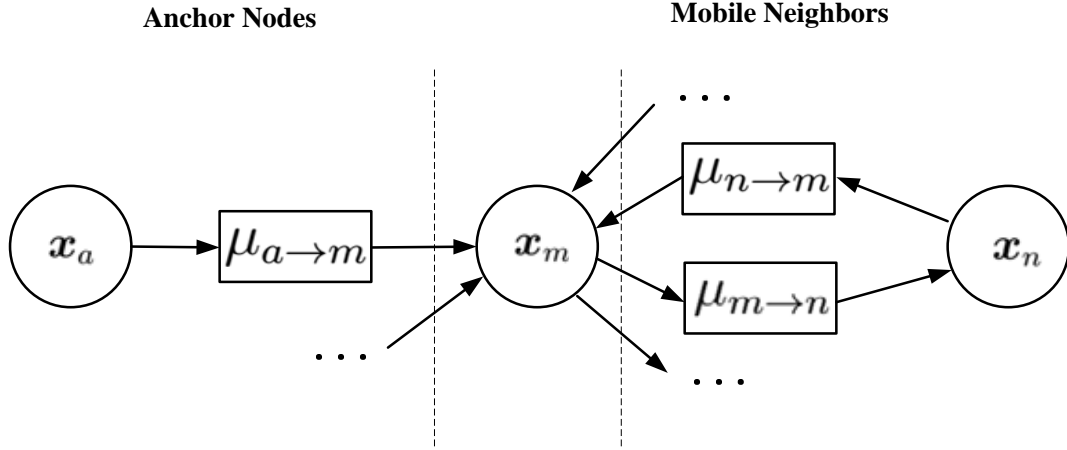 Anchor Nodes
Mobile Neighbors
. . .
x_a
μ_{a→m}
x_m
μ_{n→m}
x_n
μ_{m→n}
. . .
. . .